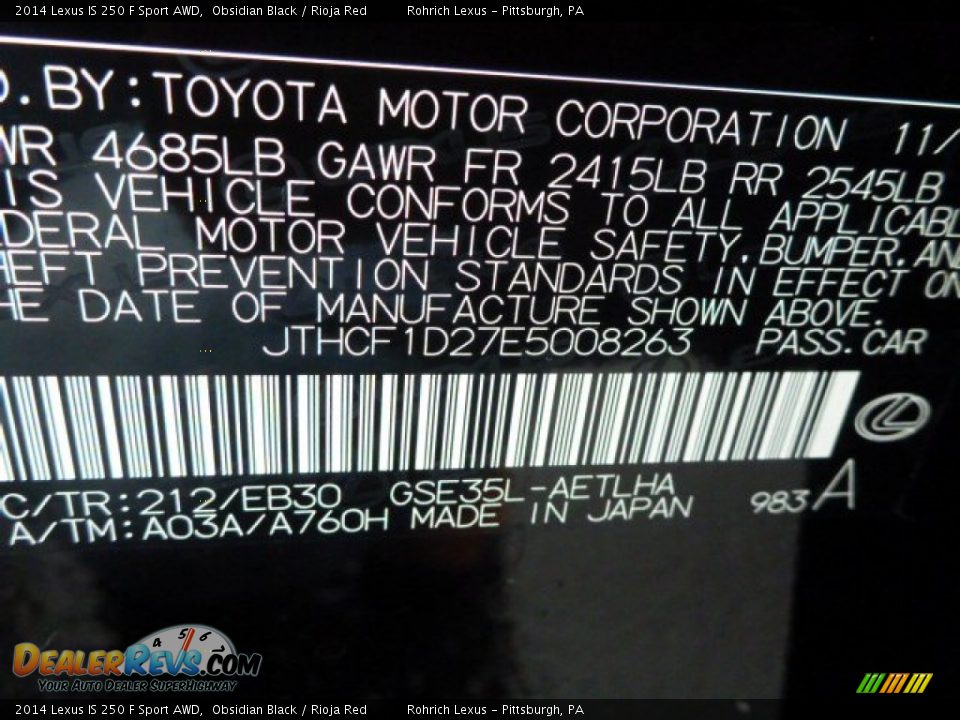 2014 Lexus IS 250 F Sport AWD, Obsidian Black / Rioja Red Rohrich Lexus - Pittsburgh, PA
D.BY:TOYOTA MOTOR CORPORATION 11/
WR 4685LB GAWR FR 2415LB RR 2545LB
IS VEHICLE CONFORMS TO ALL APPLICABL
DERAL MOTOR VEHICLE SAFETY,BUMPER,AND
HEFT PREVENTION STANDARDS IN EFFECT ON
HE DATE OF MANUFACTURE SHOWN ABOVE.
JTHCF1D27E5008263 PASS.CAR
C/TR:212/EB30 GSE35L-AETLHA
A/TM:A03A/A760H MADE IN JAPAN 983A
4 5 6
DEALERREVS.COM
YOUR AUTO DEALER SUPERHIGHWAY
2014 Lexus IS 250 F Sport AWD, Obsidian Black / Rioja Red Rohrich Lexus - Pittsburgh, PA